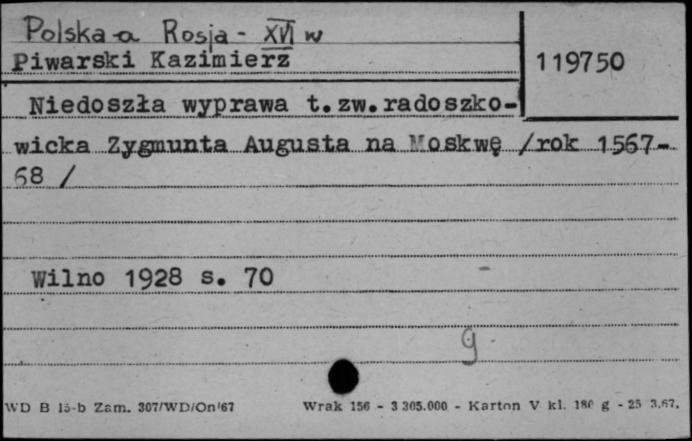 Polska a Rosja - XVI w
Piwarski Kazimierz
119750
Niedoszła wyprawa t.zw.radoszko-
wicka Zygmunta Augusta na Moskwę /rok 1567-
68 /
Wilno 1928 s. 70
g
WD B 15-b Zam. 307/WD/On/67 Wrak 156 - 3 305.000 - Karton V kl. 180 g - 25 3.67.